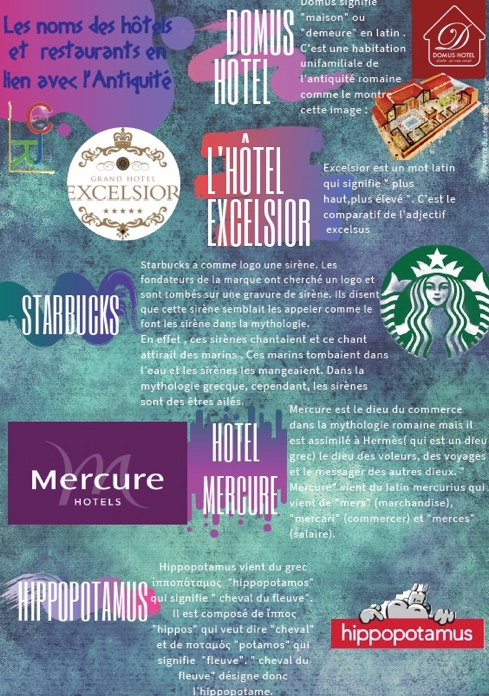 Les noms des hôtels
et restaurants en
lien avec l'Antiquité
LCR
DOMUS
HOTEL
Domus signifie
"maison" ou
"demeure" en latin .
C'est une habitation
unifamiliale de
l'antiquité romaine
comme le montre
cette image :
D
DOMUS HOTEL
GRAND HOTEL
EXCELSIOR
L'HÔTEL
EXCELSIOR
Excelsior est un mot latin
qui signifie " plus
haut,plus élevé ". C'est le
comparatif de l'adjectif
excelsus
STARBUCKS
Starbucks a comme logo une sirène. Les
fondateurs de la marque ont cherché un logo et
sont tombés sur une gravure de sirène. Ils disent
que cette sirène semblait les appeler comme le
font les sirène dans la mythologie.
En effet , ces sirènes chantaient et ce chant
attirait des marins . Ces marins tombaient dans
l'eau et les sirènes les mangeaient. Dans la
mythologie grecque, cependant, les sirènes
sont des êtres ailés.
Mercure
HOTELS
HOTEL
MERCURE
Mercure est le dieu du commerce
dans la mythologie romaine mais il
est assimilé à Hermès( qui est un dieu
grec) le dieu des voleurs, des voyages
et le messager des autres dieux.
Mercure" vient du latin mercurius qui
vient de "merx" (marchandise),
"mercari" (commercer) et "merces"
(salaire).
HIPPOPOTAMUS
Hippopotamus vient du grec
ἱπποπόταμος "hippopotamos"
qui signifie " cheval du fleuve".
Il est composé de ἵππος
"hippos" qui veut dire "cheval"
et de ποταμός "potamos" qui
signifie "fleuve". " cheval du
fleuve" désigne donc
l'hippopotame.
hippopotamus